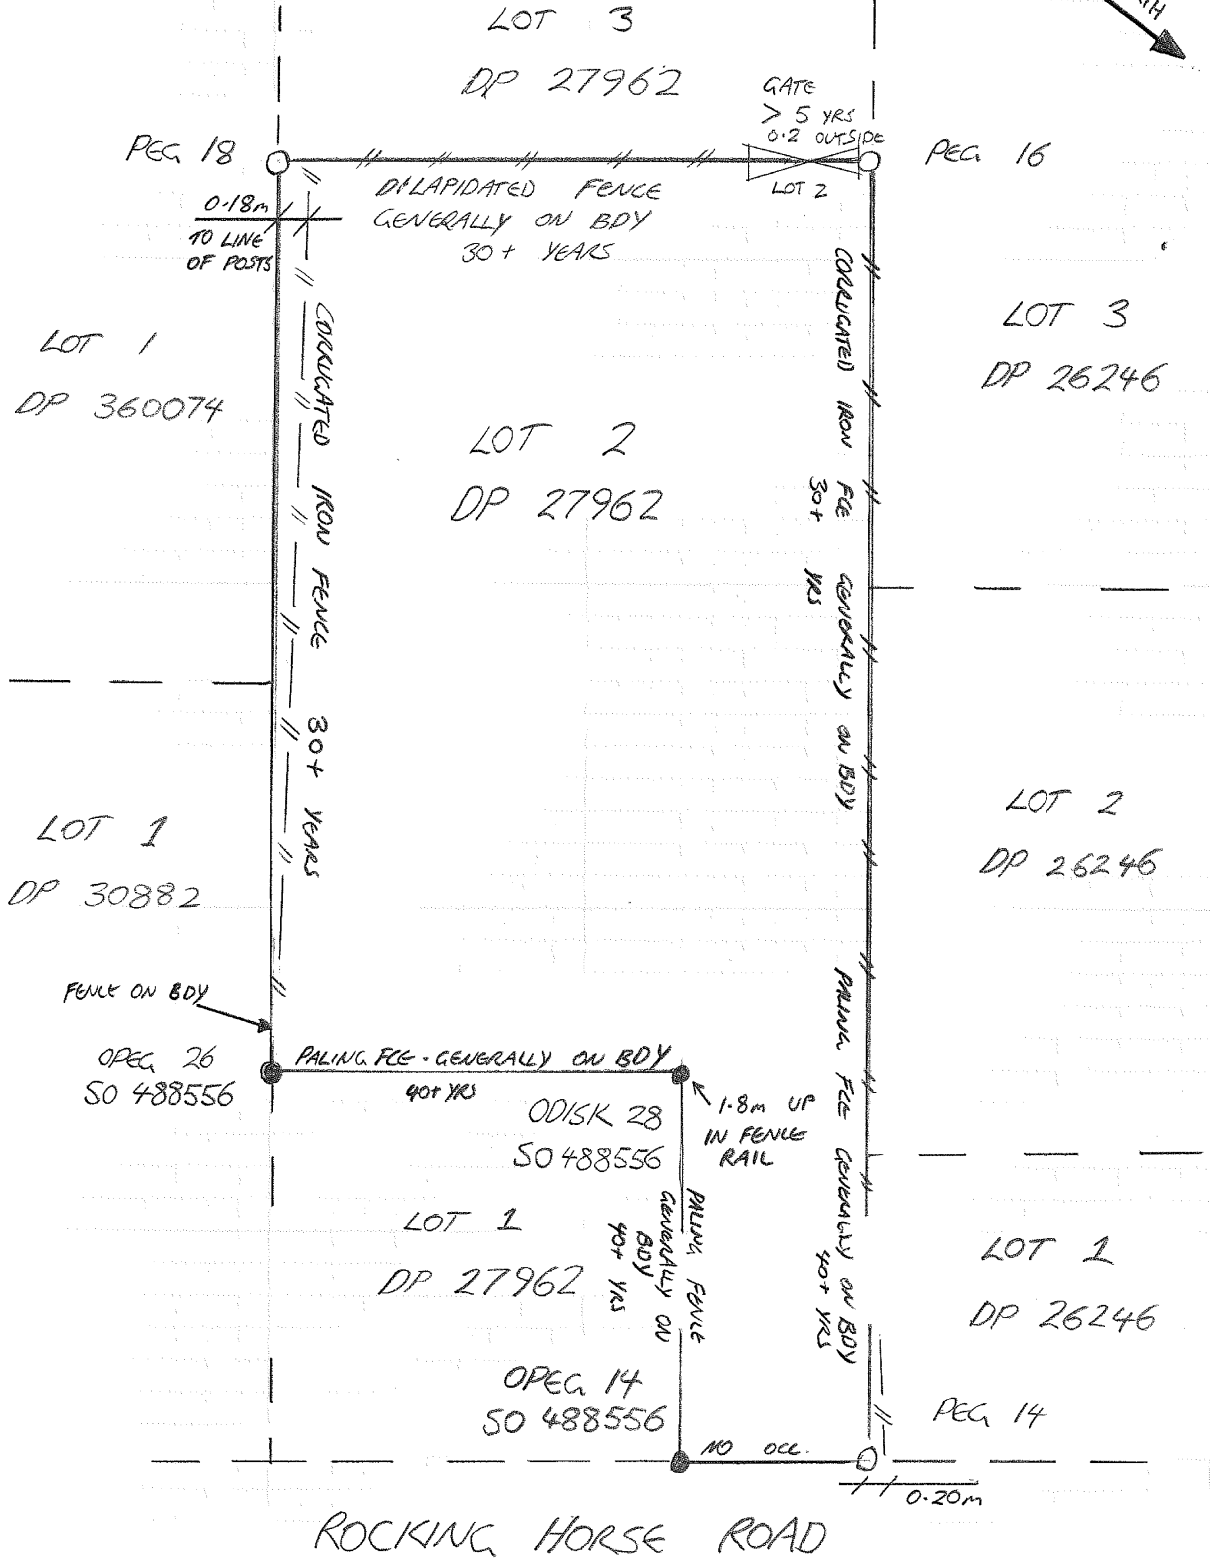 LOT 3
DP 27962
GATE
> 5 YRS
0.2 OUTSIDE
LOT 2
PEG 18
PEG 16
DILAPIDATED FENCE
GENERALLY ON BDY
30+ YEARS
0.18m
TO LINE
OF POSTS
LOT 1
DP 360074
CORRUGATED IRON FENCE 30+ YEARS
LOT 2
DP 27962
CORRUGATED IRON FCE GENERALLY ON BDY
30+ YRS
LOT 3
DP 26246
LOT 1
DP 30882
LOT 2
DP 26246
FENCE ON BDY
OPEG 26
SO 488556
PALING FCE - GENERALLY ON BDY
40+ YRS
ODISK 28
SO 488556
1.8m UP
IN FENCE
RAIL
PALING FCE GENERALLY ON BDY
40+ YRS
LOT 1
DP 27962
PALING FENCE
GENERALLY ON
BDY
40+ YRS
LOT 1
DP 26246
OPEG 14
SO 488556
PEG 14
NO OCC.
0.20m
ROCKING HORSE ROAD